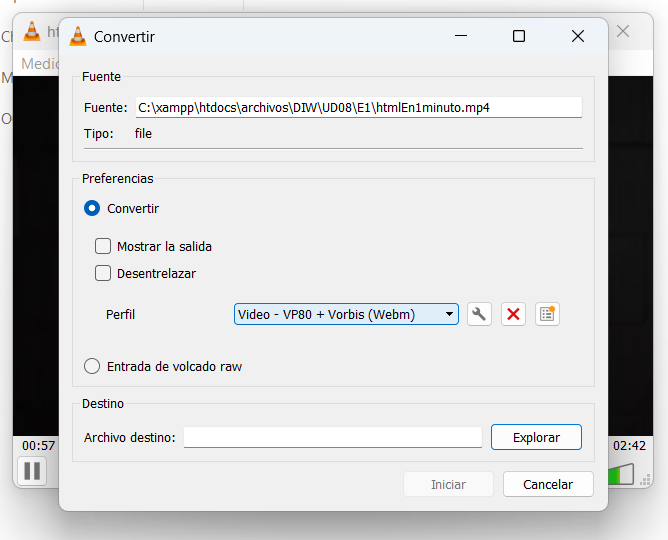 Convertir
Medic
Fuente
Fuente: C:\xampp\htdocs\archivos\DIW\UD08\E1\htmlEn1minuto.mp4
Tipo: file
Preferencias
Convertir
Mostrar la salida
Desentrelazar
Perfil Video - VP80 + Vorbis (Webm)
Entrada de volcado raw
Destino
Archivo destino: Explorar
00:57 02:42
Iniciar Cancelar